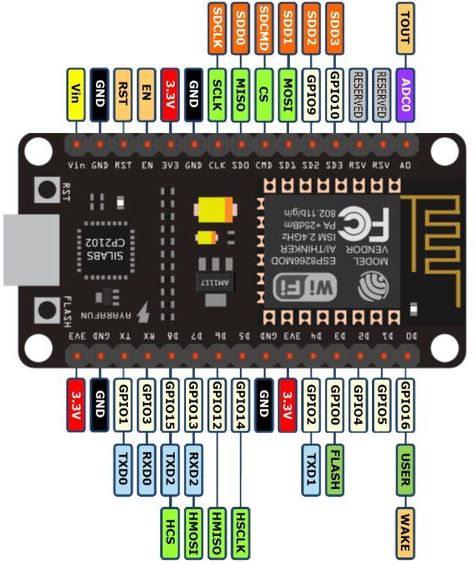 SDCLK SDD0 SDCMD SDD1 SDD2 SDD3 TOUT
Vin GND RST EN 3.3V GND SCLK MISO CS MOSI GPIO9 GPIO10 RESERVED RESERVED ADC0
Vin GND RST EN 3V3 GND CLK SD0 CMD SD1 SD2 SD3 RSV RSV A0
RST
SILABS
CP2102
AM1117
MODEL
VENDOR
ESP8266MOD
AI/THINKER
ISM 2.4GHz
PA +25dBm
802.11b/g/n
FC
Wi Fi
FLASH
AYARAFUN
3V3 GND TX RX D8 D7 D6 D5 GND 3V3 D4 D3 D2 D1 D0
3.3V GND GPIO1 GPIO3 GPIO15 GPIO13 GPIO12 GPIO14 GND 3.3V GPIO2 GPIO0 GPIO4 GPIO5 GPIO16
TXD0 RXD0 TXD2 RXD2 TXD1 FLASH USER
HCS HMOSI HMISO HSCLK WAKE